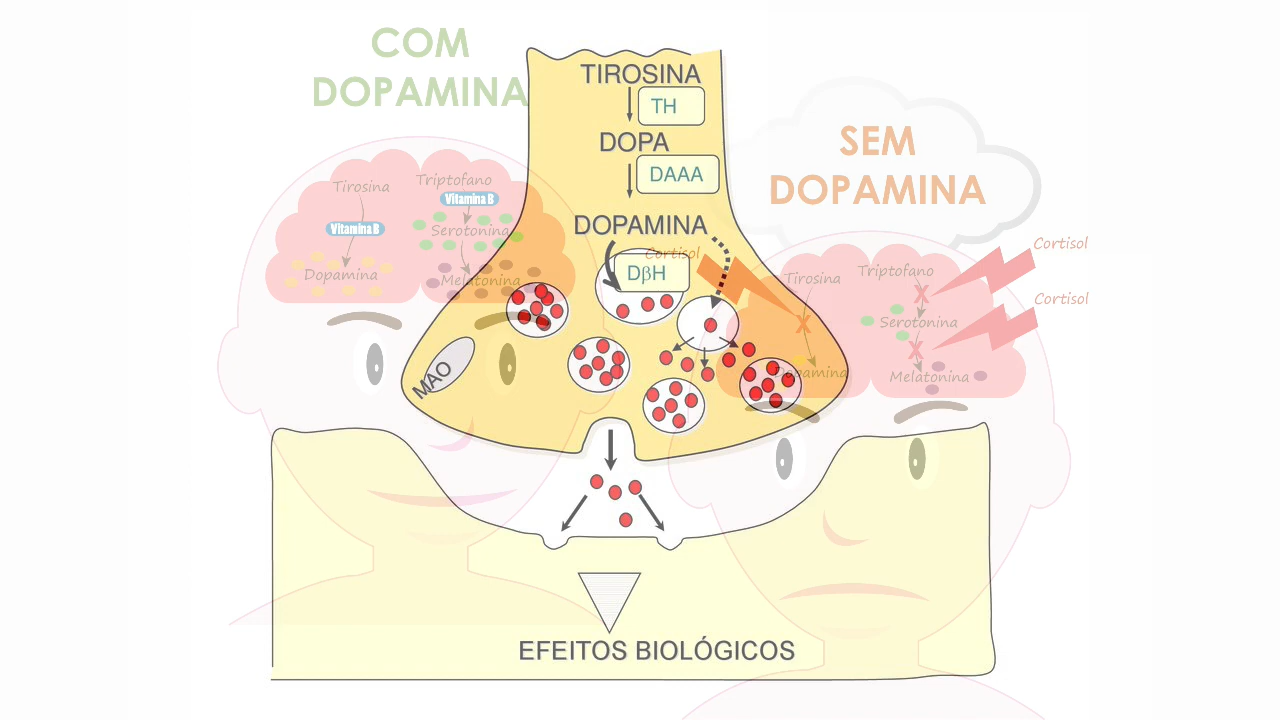 COM
DOPAMINA
TIROSINA
TH
DOPA
DAAA
DOPAMINA
DβH
SEM
DOPAMINA
Tirosina
Triptofano
Vitamina B
Vitamina B
Serotonina
Dopamina
Melatonina
Cortisol
Cortisol
Cortisol
Tirosina
Triptofano
X
X
Serotonina
X
Dopamina
Melatonina
MAO
EFEITOS BIOLÓGICOS